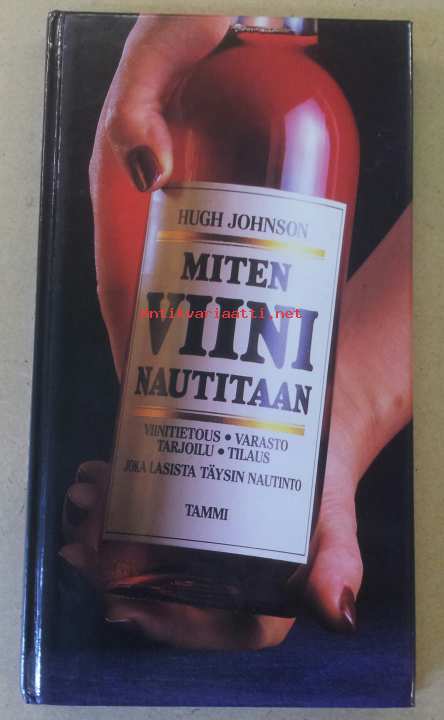 HUGH JOHNSON
MITEN
VIINI
antikvariaatti.net
NAUTITAAN
VIINITIETOUS • VARASTO
TARJOILU • TILAUS
JOKA LASISTA TÄYSIN NAUTINTO
TAMMI